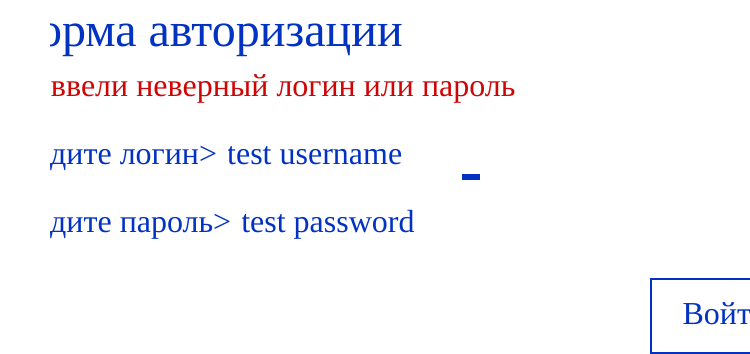 орма авторизации
ввели неверный логин или пароль
дите логин> test username
дите пароль> test password
Войт